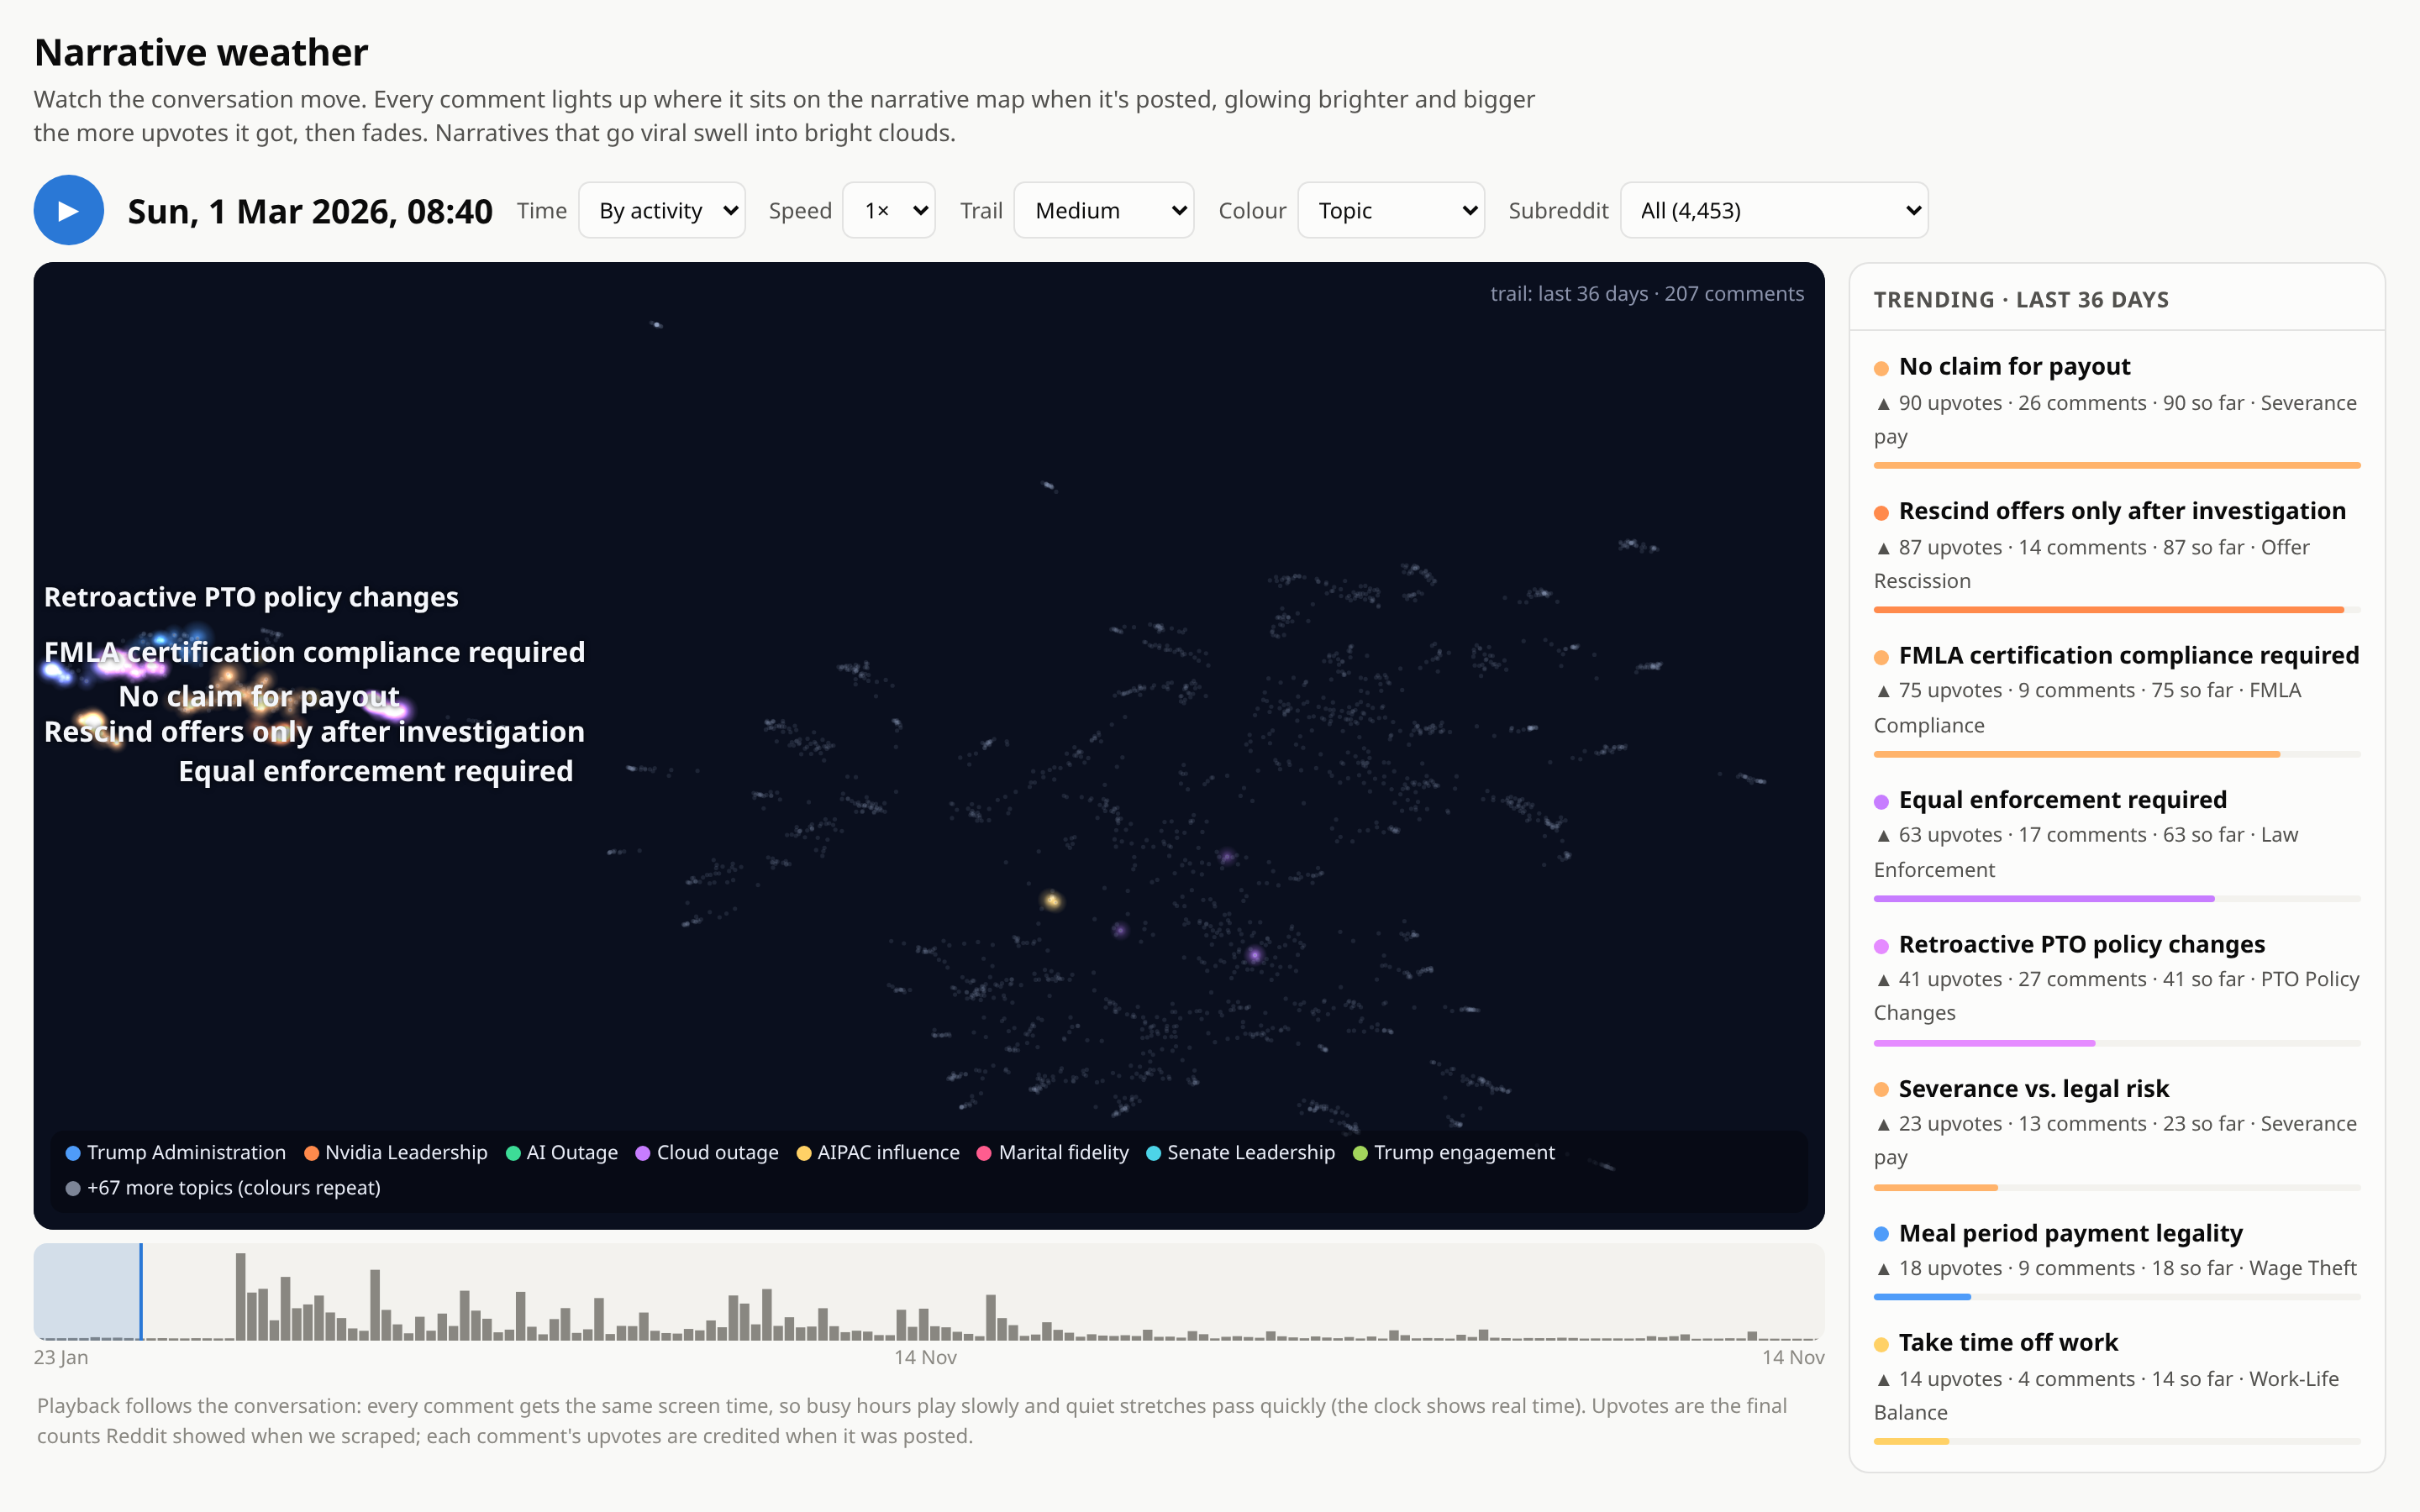 Narrative weather
Watch the conversation move. Every comment lights up where it sits on the narrative map when it's posted, glowing brighter and bigger
the more upvotes it got, then fades. Narratives that go viral swell into bright clouds.
▶ Sun, 1 Mar 2026, 08:40 Time By activity Speed 1× Trail Medium Colour Topic Subreddit All (4,453)
trail: last 36 days · 207 comments
Retroactive PTO policy changes
FMLA certification compliance required
No claim for payout
Rescind offers only after investigation
Equal enforcement required
Trump Administration Nvidia Leadership AI Outage Cloud outage AIPAC influence Marital fidelity Senate Leadership Trump engagement
+67 more topics (colours repeat)
23 Jan 14 Nov 14 Nov
Playback follows the conversation: every comment gets the same screen time, so busy hours play slowly and quiet stretches pass quickly (the clock shows real time). Upvotes are the final
counts Reddit showed when we scraped; each comment's upvotes are credited when it was posted.
TRENDING · LAST 36 DAYS
No claim for payout
▲ 90 upvotes · 26 comments · 90 so far · Severance
pay
Rescind offers only after investigation
▲ 87 upvotes · 14 comments · 87 so far · Offer
Rescission
FMLA certification compliance required
▲ 75 upvotes · 9 comments · 75 so far · FMLA
Compliance
Equal enforcement required
▲ 63 upvotes · 17 comments · 63 so far · Law
Enforcement
Retroactive PTO policy changes
▲ 41 upvotes · 27 comments · 41 so far · PTO Policy
Changes
Severance vs. legal risk
▲ 23 upvotes · 13 comments · 23 so far · Severance
pay
Meal period payment legality
▲ 18 upvotes · 9 comments · 18 so far · Wage Theft
Take time off work
▲ 14 upvotes · 4 comments · 14 so far · Work-Life
Balance